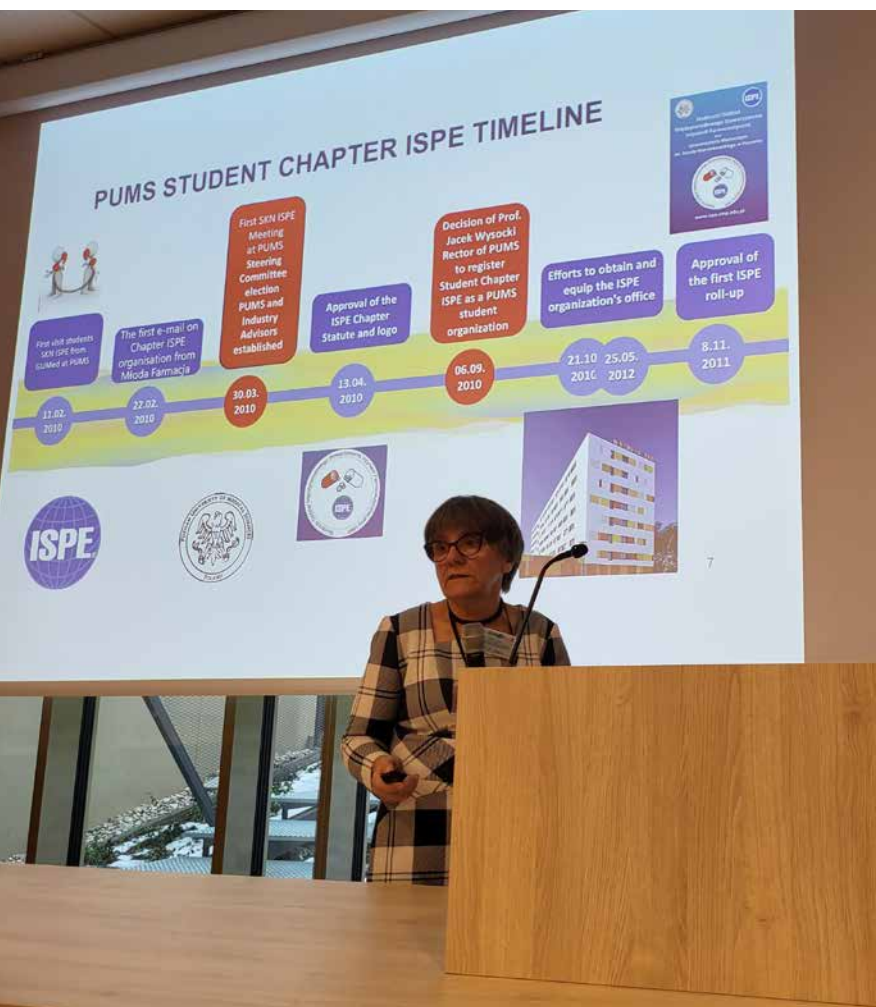 PUMS STUDENT CHAPTER ISPE TIMELINE
First visit students
SKN ISPE from
GUMed at PUMS
The first e-mail on
Chapter ISPE
organisation from
Młoda Farmacja
First SKN ISPE
Meeting
at PUMS
Steering
Committee
election
PUMS and
Industry
Advisors
established
Approval of the
ISPE Chapter
Statute and logo
Decision of Prof.
Jacek Wysocki
Rector of PUMS
to register
Student Chapter
ISPE as a PUMS
student
organization
Efforts to obtain and
equip the ISPE
organization's office
Approval of
the first ISPE
roll-up
02.
2010
22.02.
2010
30.03.
2010
13.04.
2010
06.09.
2010
21.10
25.05.
2012
8.11.
2011
ISPE
ISPE
ISPE
ISPE
7